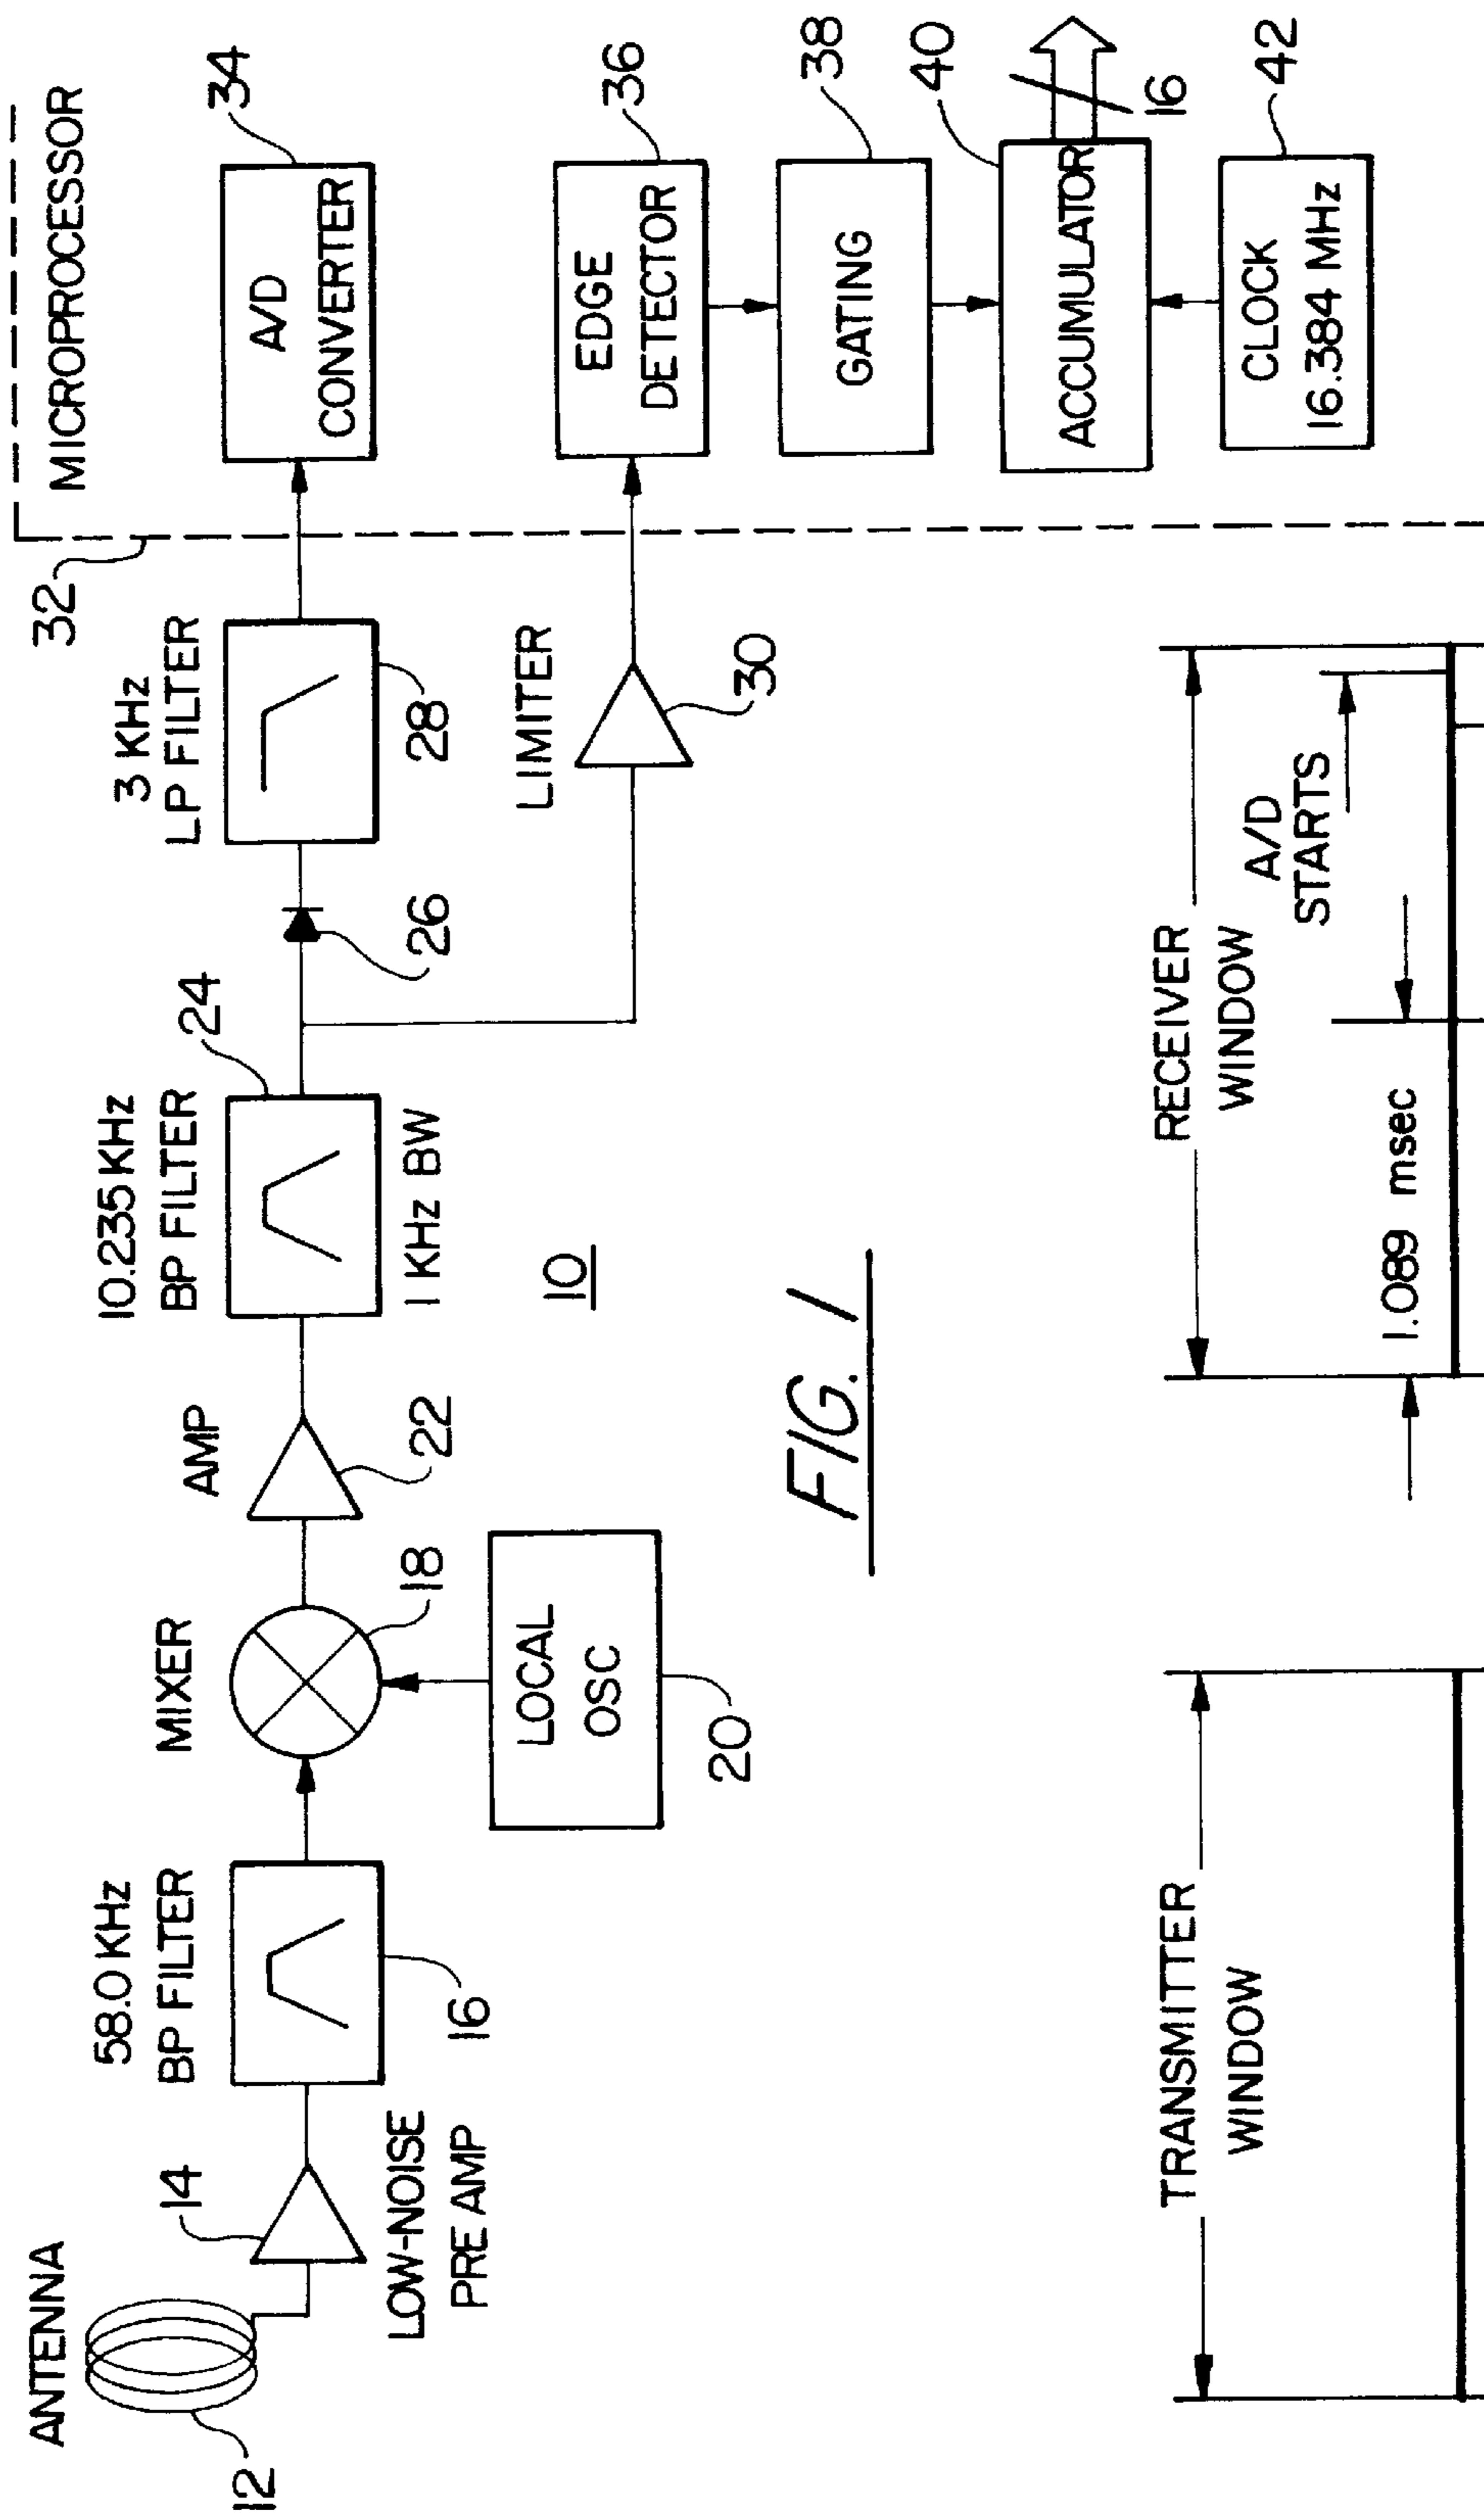 ANTENNA
12
14
LOW-NOISE
PRE AMP
58.0 KHz
BP FILTER
16
MIXER
18
LOCAL
OSC
20
AMP
22
10.235 KHz
BP FILTER
24
1 KHz BW
10
26
3 KHz
LP FILTER
28
LIMITER
30
32
MICROPROCESSOR
A/D
CONVERTER
34
EDGE
DETECTOR
36
GATING
38
ACCUMULATOR
40
16
CLOCK
16.384 MHz
42
FIG. 1
TRANSMITTER
WINDOW
RECEIVER
WINDOW
A/D
STARTS
1.089 msec